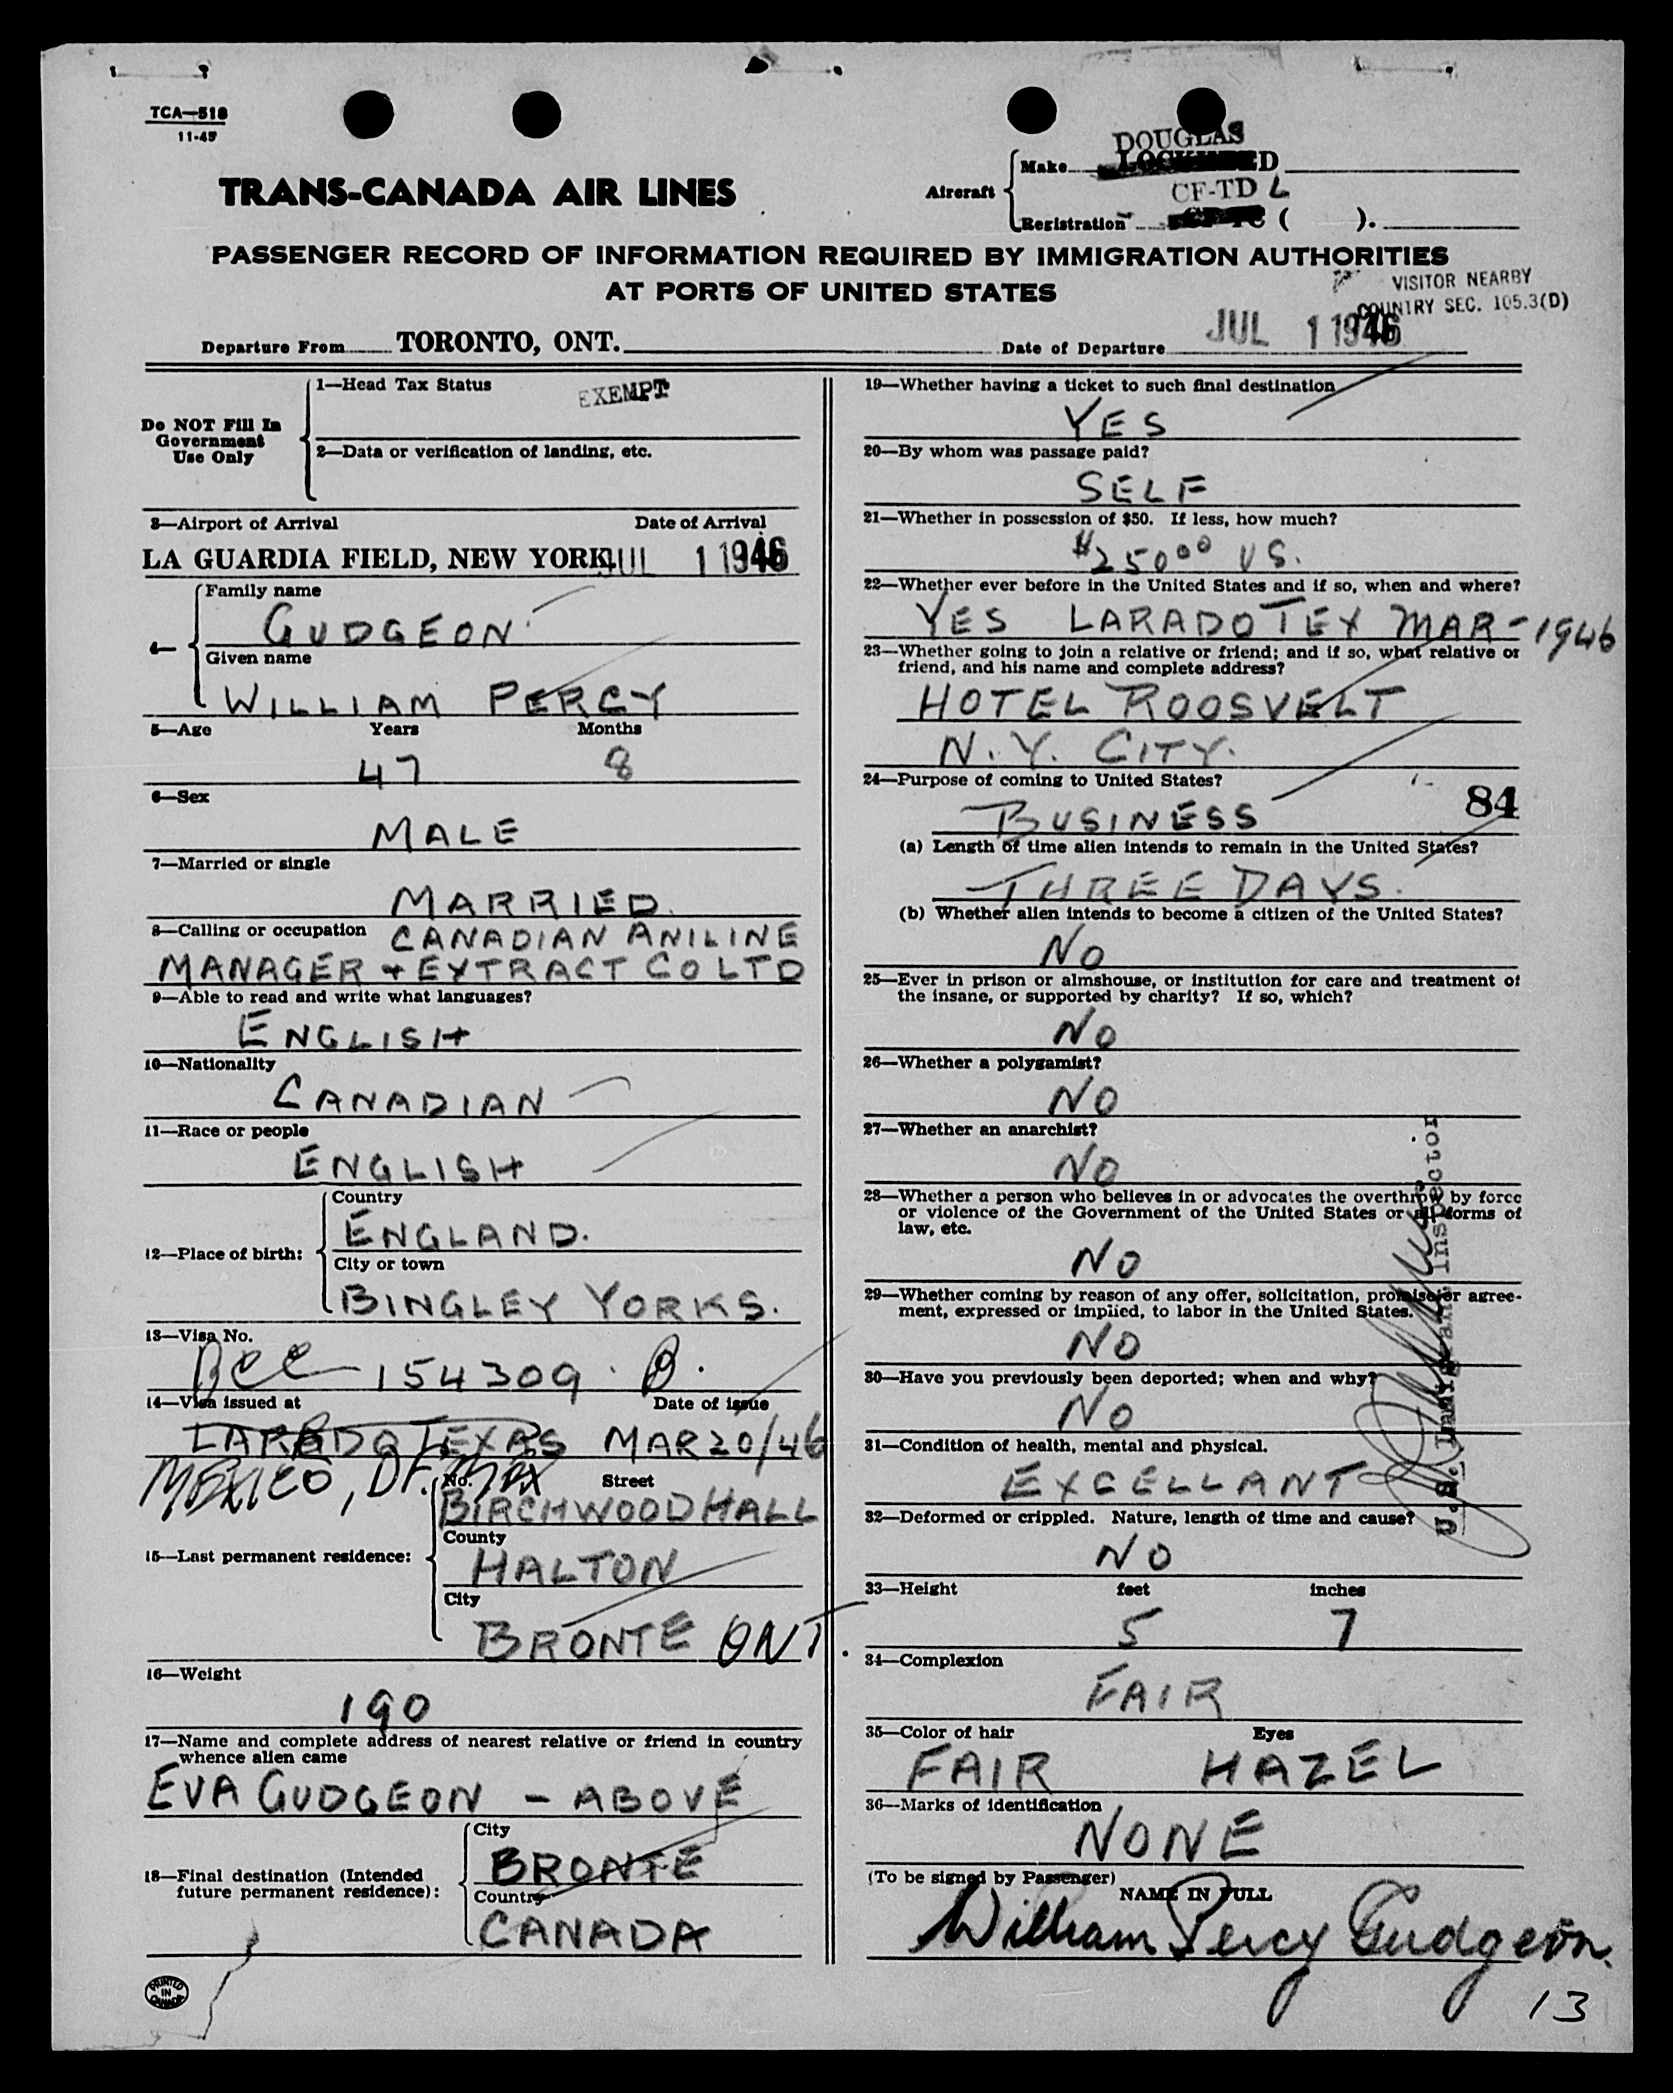 TCA—518
11-45
TRANS-CANADA AIR LINES
Aircraft
Make
DOUGLAS
LOCKHEED
CF-TD L
Registration
CF-TC ( ).
PASSENGER RECORD OF INFORMATION REQUIRED BY IMMIGRATION AUTHORITIES
AT PORTS OF UNITED STATES
VISITOR NEARBY
COUNTRY SEC. 105.3(D)
Departure From TORONTO, ONT.
Date of Departure JUL 1 1946
Do NOT Fill In
Government
Use Only
1—Head Tax Status
EXEMPT
2—Data or verification of landing, etc.
3—Airport of Arrival Date of Arrival
LA GUARDIA FIELD, NEW YORK. JUL 1 1946
4—
Family name
GUDGEON
Given name
WILLIAM PERCY
5—Age Years Months
47 8
6—Sex
MALE
7—Married or single
MARRIED.
8—Calling or occupation CANADIAN ANILINE
MANAGER + EXTRACT CO LTD
9—Able to read and write what languages?
ENGLISH
10—Nationality
CANADIAN
11—Race or people
ENGLISH
12—Place of birth:
Country
ENGLAND.
City or town
BINGLEY YORKS.
13—Visa No.
BCC 154309 B.
14—Visa issued at Date of issue
LAREDO TEXAS MAR 20/46
MEXICO, D.F. MEX
15—Last permanent residence:
No. Street
BIRCHWOOD HALL
County
HALTON
City
BRONTE ONT.
16—Weight
190
17—Name and complete address of nearest relative or friend in country
whence alien came
EVA GUDGEON - ABOVE
18—Final destination (Intended
future permanent residence):
City
BRONTE
Country
CANADA
PRINTED
IN
CANADA
19—Whether having a ticket to such final destination
YES
20—By whom was passage paid?
SELF
21—Whether in possession of $50. If less, how much?
$250⁰⁰ US.
22—Whether ever before in the United States and if so, when and where?
YES LARADO TEX MAR-1946
23—Whether going to join a relative or friend; and if so, what relative or
friend, and his name and complete address?
HOTEL ROOSVELT
N.Y. CITY.
24—Purpose of coming to United States?
84
BUSINESS
(a) Length of time alien intends to remain in the United States?
THREE DAYS.
(b) Whether alien intends to become a citizen of the United States?
NO
25—Ever in prison or almshouse, or institution for care and treatment of
the insane, or supported by charity? If so, which?
NO
26—Whether a polygamist?
NO
27—Whether an anarchist?
NO
28—Whether a person who believes in or advocates the overthrow by force
or violence of the Government of the United States or all forms of
law, etc.
NO
29—Whether coming by reason of any offer, solicitation, promise or agree-
ment, expressed or implied, to labor in the United States.
NO
30—Have you previously been deported; when and why?
NO
31—Condition of health, mental and physical.
EXCELLANT
32—Deformed or crippled. Nature, length of time and cause?
NO
U.S. Immigrant Inspector
33—Height feet inches
5 7
34—Complexion
FAIR
35—Color of hair Eyes
FAIR HAZEL
36—Marks of identification
NONE
(To be signed by Passenger)
NAME IN FULL
William Percy Gudgeon.
13